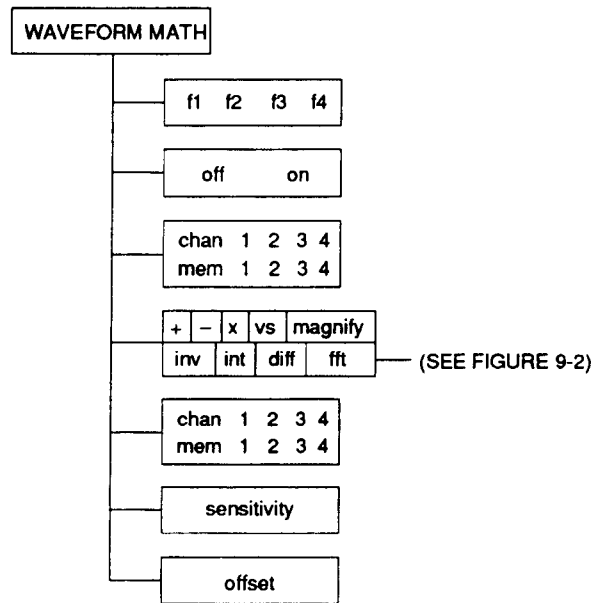 WAVEFORM MATH
f1 f2 f3 f4
off on
chan 1 2 3 4
mem 1 2 3 4
+ − x vs magnify
inv int diff fft (SEE FIGURE 9-2)
chan 1 2 3 4
mem 1 2 3 4
sensitivity
offset